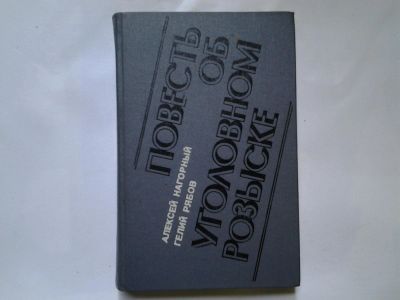 ПОВЕСТЬ
ОБ
УГОЛОВНОМ
РОЗЫСКЕ
АЛЕКСЕЙ НАГОРНЫЙ
ГЕЛИЙ РЯБОВ